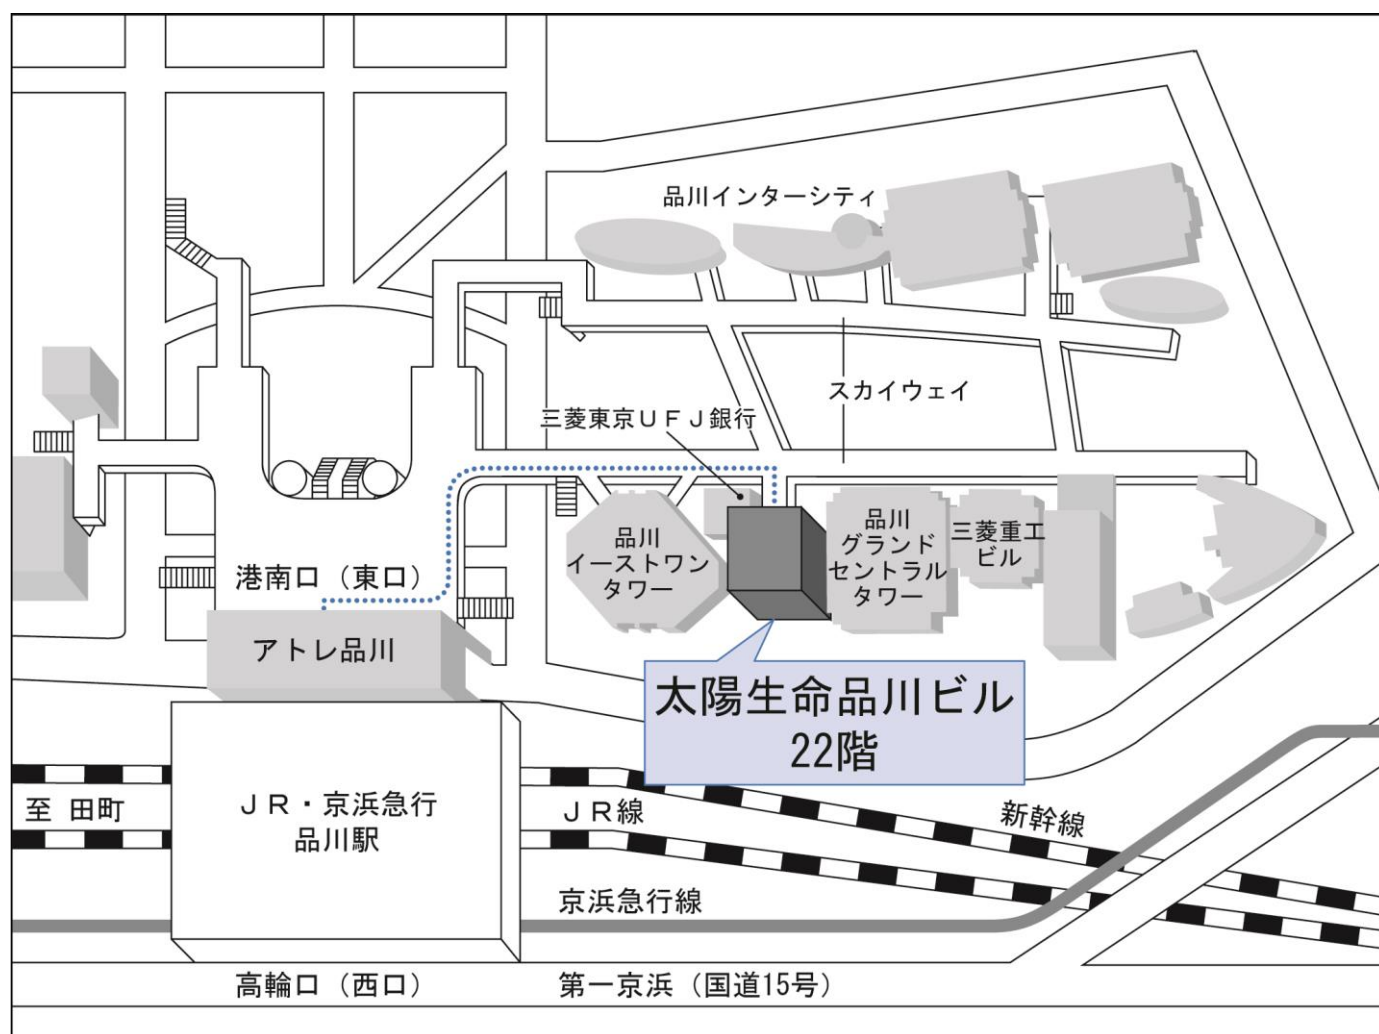 品川インターシティ
スカイウェイ
三菱東京ＵＦＪ銀行
品川
イーストワン
タワー
品川
グランド
セントラル
タワー
三菱重工
ビル
港南口（東口）
アトレ品川
太陽生命品川ビル
22階
至 田町
ＪＲ・京浜急行
品川駅
ＪＲ線
新幹線
京浜急行線
高輪口（西口）
第一京浜（国道15号）